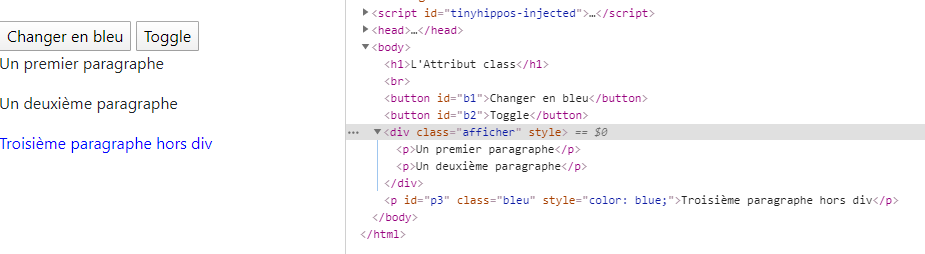 Changer en bleu Toggle
Un premier paragraphe
Un deuxième paragraphe
Troisième paragraphe hors div
<script id="tinyhippos-injected">…</script>
<head>…</head>
<body>
<h1>L'Attribut class</h1>
<br>
<button id="b1">Changer en bleu</button>
<button id="b2">Toggle</button>
… <div class="afficher" style> == $0
<p>Un premier paragraphe</p>
<p>Un deuxième paragraphe</p>
</div>
<p id="p3" class="bleu" style="color: blue;">Troisième paragraphe hors div</p>
</body>
</html>